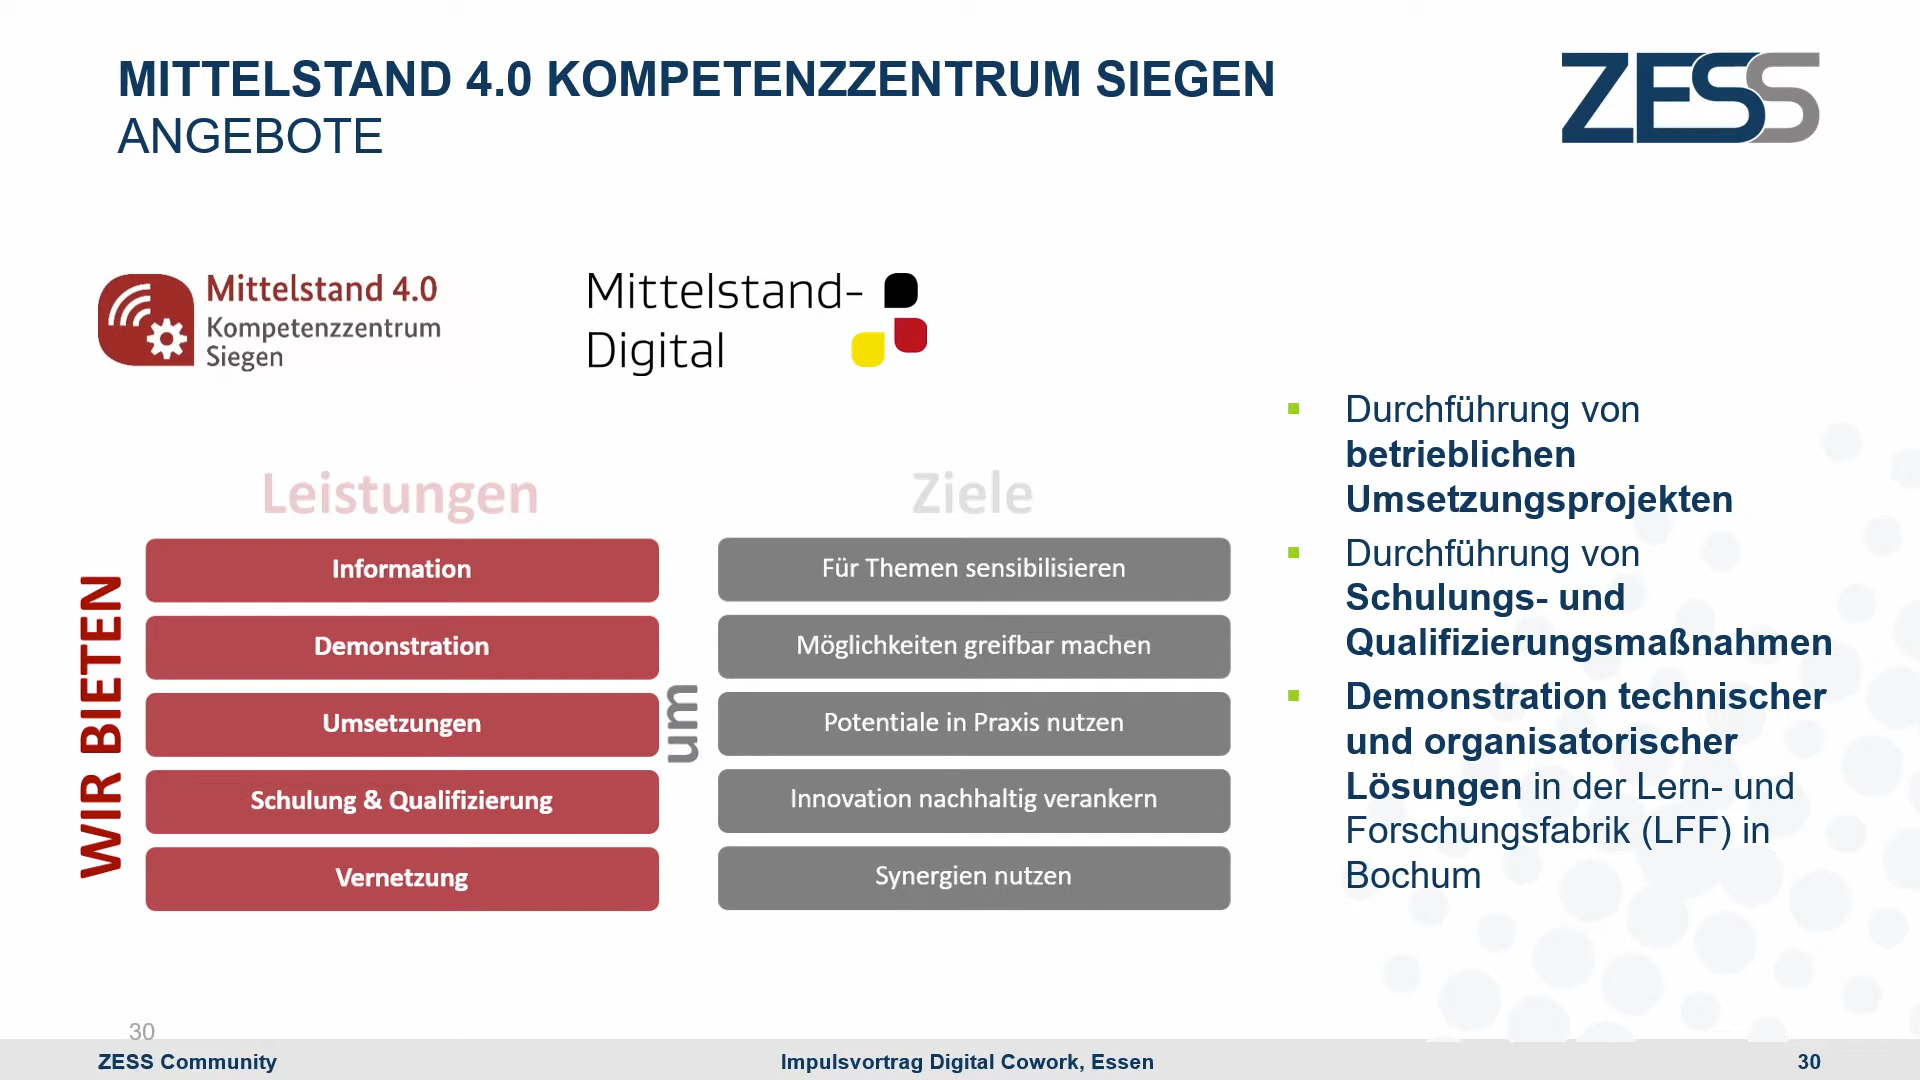 MITTELSTAND 4.0 KOMPETENZZENTRUM SIEGEN
ANGEBOTE
ZESS
Mittelstand 4.0
Kompetenzzentrum
Siegen
Mittelstand-
Digital
WIR BIETEN
Leistungen
Information
Demonstration
Umsetzungen
Schulung & Qualifizierung
Vernetzung
um
Ziele
Für Themen sensibilisieren
Möglichkeiten greifbar machen
Potentiale in Praxis nutzen
Innovation nachhaltig verankern
Synergien nutzen
Durchführung von
betrieblichen
Umsetzungsprojekten
Durchführung von
Schulungs- und
Qualifizierungsmaßnahmen
Demonstration technischer
und organisatorischer
Lösungen in der Lern- und
Forschungsfabrik (LFF) in
Bochum
30
ZESS Community
Impulsvortrag Digital Cowork, Essen
30